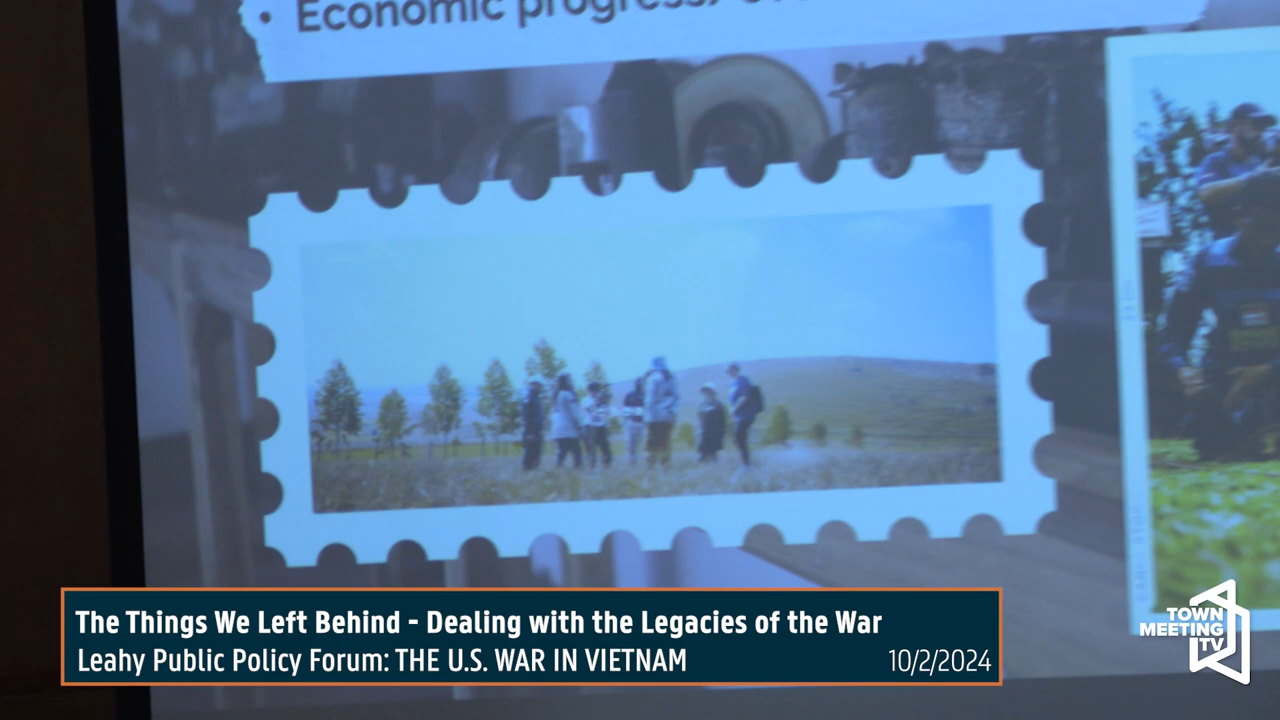 • Economic progress/
The Things We Left Behind - Dealing with the Legacies of the War
Leahy Public Policy Forum: THE U.S. WAR IN VIETNAM
10/2/2024
TOWN
MEETING
TV